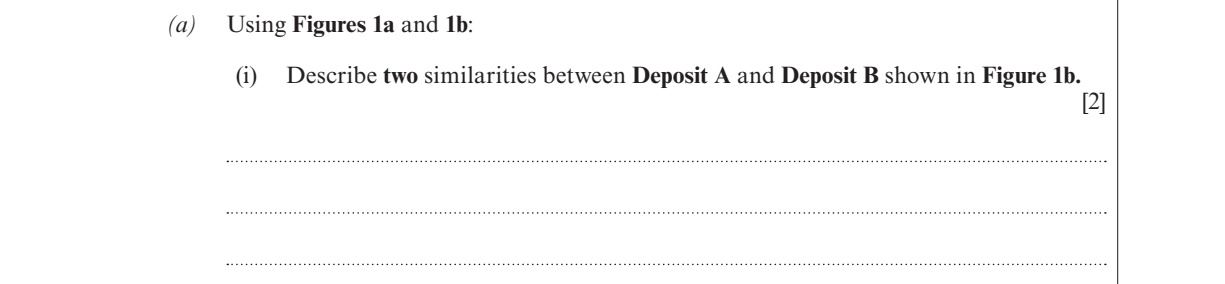 (a) Using Figures 1a and 1b:
(i) Describe two similarities between Deposit A and Deposit B shown in Figure 1b.
[2]